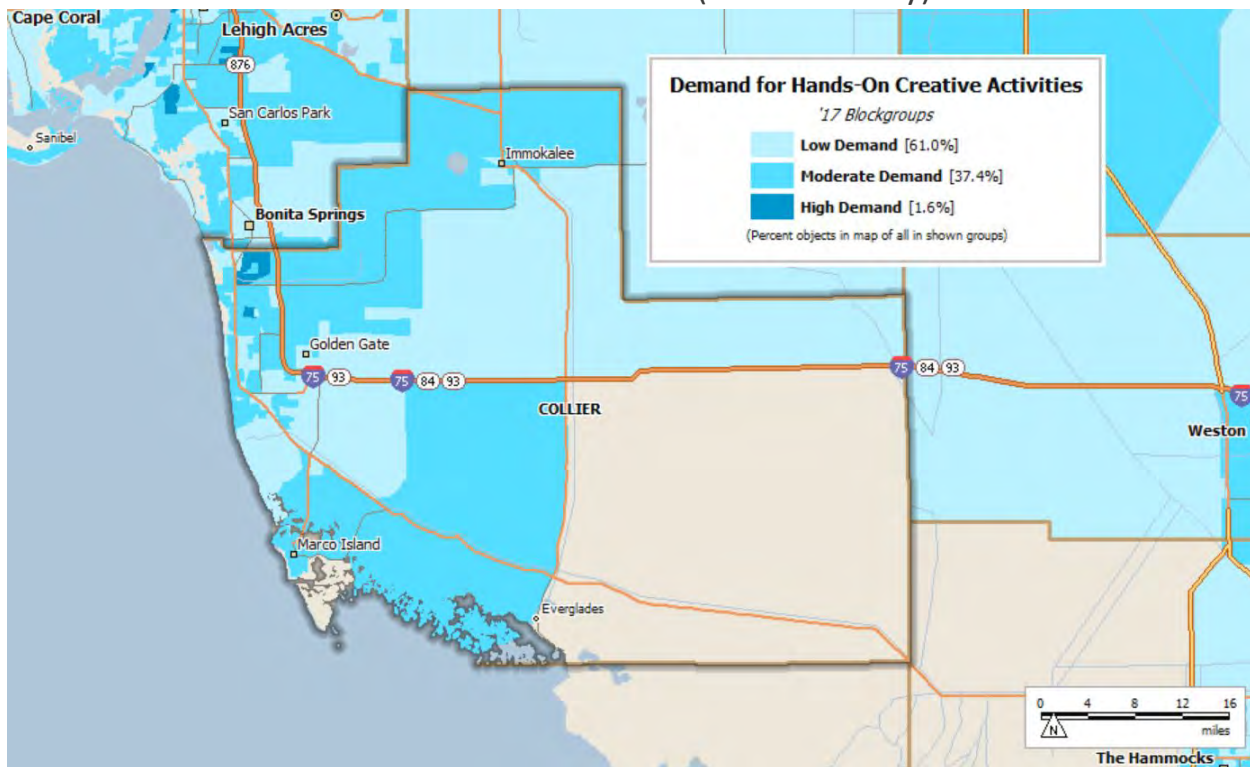 Cape Coral
Lehigh Acres
876
San Carlos Park
Sanibel
Immokalee
Bonita Springs
Demand for Hands-On Creative Activities
'17 Blockgroups
Low Demand [61.0%]
Moderate Demand [37.4%]
High Demand [1.6%]
(Percent objects in map of all in shown groups)
Golden Gate
75 93
75 84 93
75 84 93
75
COLLIER
Weston
Marco Island
Everglades
0 4 8 12 16
miles
N
The Hammocks